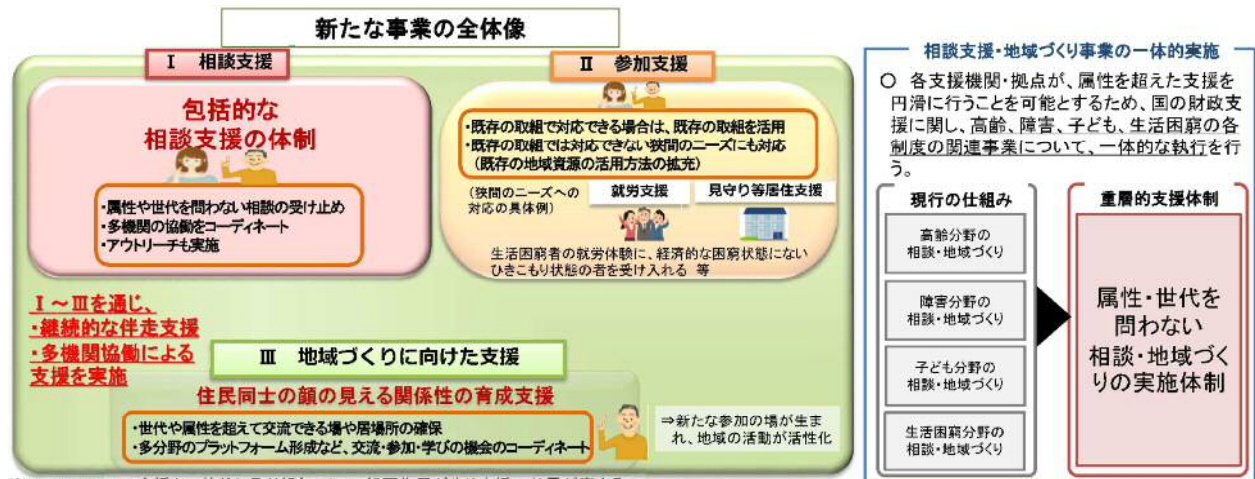 新たな事業の全体像
Ⅰ 相談支援
包括的な
相談支援の体制
・属性や世代を問わない相談の受け止め
・多機関の協働をコーディネート
・アウトリーチも実施
Ⅱ 参加支援
・既存の取組で対応できる場合は、既存の取組を活用
・既存の取組では対応できない狭間のニーズにも対応
(既存の地域資源の活用方法の拡充)
(狭間のニーズへの
対応の具体例)
就労支援
見守り等居住支援
生活困窮者の就労体験に、経済的な困窮状態にない
ひきこもり状態の者を受け入れる 等
Ⅰ～Ⅲを通じ、
・継続的な伴走支援
・多機関協働による
支援を実施
Ⅲ 地域づくりに向けた支援
住民同士の顔の見える関係性の育成支援
・世代や属性を超えて交流できる場や居場所の確保
・多分野のプラットフォーム形成など、交流・参加・学びの機会のコーディネート
⇒新たな参加の場が生ま
れ、地域の活動が活性化
相談支援・地域づくり事業の一体的実施
○ 各支援機関・拠点が、属性を超えた支援を
円滑に行うことを可能とするため、国の財政支
援に関し、高齢、障害、子ども、生活困窮の各
制度の関連事業について、一体的な執行を行
う。
現行の仕組み
高齢分野の
相談・地域づくり
障害分野の
相談・地域づくり
子ども分野の
相談・地域づくり
生活困窮分野の
相談・地域づくり
重層的支援体制
属性・世代を
問わない
相談・地域づく
りの実施体制